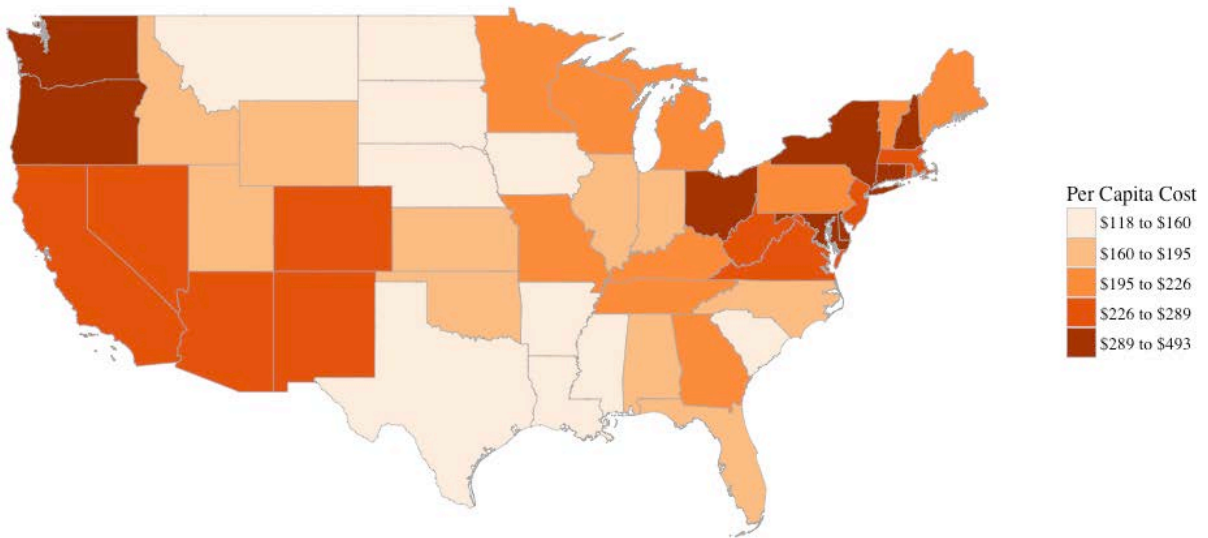 Per Capita Cost
$118 to $160
$160 to $195
$195 to $226
$226 to $289
$289 to $493